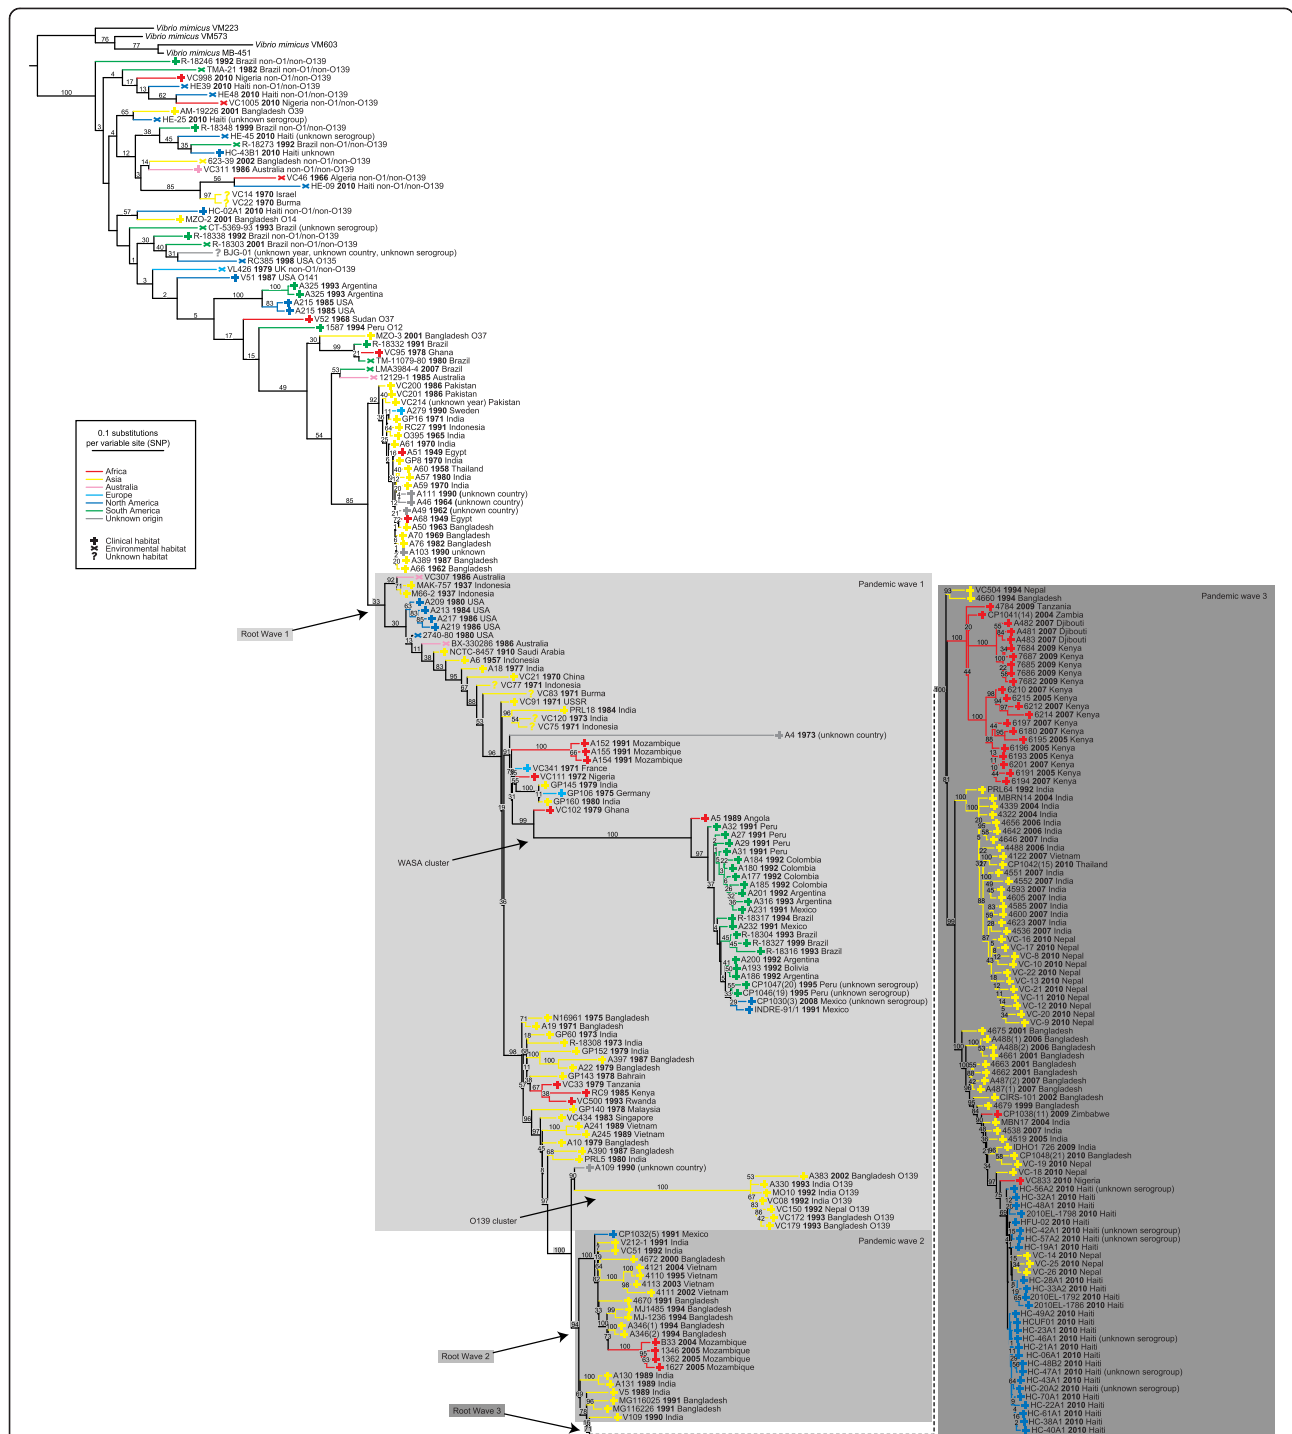 Vibrio mimicus VM223
Vibrio mimicus VM573
Vibrio mimicus VM603
Vibrio mimicus MB-451
R-18246 1992 Brazil non-O1/non-O139
TMA-21 1982 Brazil non-O1/non-O139
VC998 2010 Nigeria non-O1/non-O139
HE39 2010 Haiti non-O1/non-O139
HE48 2010 Haiti non-O1/non-O139
VC1005 2010 Nigeria non-O1/non-O139
AM-19226 2001 Bangladesh O39
HE-25 2010 Haiti (unknown serogroup)
R-18348 1999 Brazil non-O1/non-O139
HE-45 2010 Haiti (unknown serogroup)
R-18273 1992 Brazil non-O1/non-O139
HC-43B1 2010 Haiti unknown
623-39 2002 Bangladesh non-O1/non-O139
VC311 1986 Australia non-O1/non-O139
VC46 1966 Algeria non-O1/non-O139
HE-09 2010 Haiti non-O1/non-O139
VC14 1970 Israel
VC22 1970 Burma
HC-02A1 2010 Haiti non-O1/non-O139
MZO-2 2001 Bangladesh O14
CT-5369-93 1993 Brazil (unknown serogroup)
R-18338 1992 Brazil non-O1/non-O139
R-18303 2001 Brazil non-O1/non-O139
BJG-01 (unknown year, unknown country, unknown serogroup)
RC385 1998 USA O135
VL426 1979 UK non-O1/non-O139
V51 1987 USA O141
A325 1993 Argentina
A325 1993 Argentina
A215 1985 USA
A215 1985 USA
V52 1968 Sudan O37
1587 1994 Peru O12
MZO-3 2001 Bangladesh O37
R-18332 1991 Brazil
VC95 1978 Ghana
TM-11079-80 1980 Brazil
LMA3984-4 2007 Brazil
12129-1 1985 Australia
VC200 1986 Pakistan
VC201 1986 Pakistan
VC214 (unknown year) Pakistan
A279 1990 Sweden
GP16 1971 India
RC27 1991 Indonesia
O395 1965 India
A61 1970 India
A51 1949 Egypt
GP8 1970 India
A60 1958 Thailand
A57 1980 India
A59 1970 India
A111 1990 (unknown country)
A46 1964 (unknown country)
A49 1962 (unknown country)
A68 1949 Egypt
A50 1963 Bangladesh
A70 1969 Bangladesh
A76 1982 Bangladesh
A103 1990 unknown
A389 1987 Bangladesh
A66 1962 Bangladesh
0.1 substitutions
per variable site (SNP)
Africa
Asia
Australia
Europe
North America
South America
Unknown origin
Clinical habitat
Environmental habitat
? Unknown habitat
Pandemic wave 1
VC307 1986 Australia
MAK-757 1937 Indonesia
M66-2 1937 Indonesia
A209 1980 USA
A213 1984 USA
A217 1986 USA
A219 1986 USA
2740-80 1980 USA
Root Wave 1
BX-330286 1986 Australia
NCTC-8457 1910 Saudi Arabia
A6 1957 Indonesia
A18 1977 India
VC21 1970 China
VC77 1971 Indonesia
VC83 1971 Burma
VC91 1971 USSR
PRL18 1984 India
VC120 1973 India
VC75 1971 Indonesia
A4 1973 (unknown country)
A152 1991 Mozambique
A155 1991 Mozambique
A154 1991 Mozambique
VC341 1971 France
VC111 1972 Nigeria
GP145 1979 India
GP106 1975 Germany
GP160 1980 India
VC102 1979 Ghana
WASA cluster
A5 1989 Angola
A32 1991 Peru
A27 1991 Peru
A29 1991 Peru
A31 1991 Peru
A184 1992 Colombia
A180 1992 Colombia
A177 1992 Colombia
A185 1992 Colombia
A201 1992 Argentina
A316 1993 Argentina
A231 1991 Mexico
R-18317 1994 Brazil
A232 1991 Mexico
R-18304 1993 Brazil
R-18327 1999 Brazil
R-18316 1993 Brazil
A200 1992 Argentina
A193 1992 Bolivia
A186 1992 Argentina
CP1047(20) 1995 Peru (unknown serogroup)
CP1046(19) 1995 Peru (unknown serogroup)
CP1030(3) 2008 Mexico (unknown serogroup)
INDRE-91/1 1991 Mexico
N16961 1975 Bangladesh
A19 1971 Bangladesh
GP60 1973 India
R-18308 1973 India
GP152 1979 India
A397 1987 Bangladesh
A22 1979 Bangladesh
GP143 1978 Bahrain
VC33 1979 Tanzania
RC9 1985 Kenya
VC500 1993 Rwanda
GP140 1978 Malaysia
VC434 1983 Singapore
A241 1989 Vietnam
A245 1989 Vietnam
A10 1979 Bangladesh
A390 1987 Bangladesh
PRL5 1980 India
A109 1990 (unknown country)
A383 2002 Bangladesh O139
A330 1993 India O139
MO10 1992 India O139
VC08 1992 India O139
VC150 1992 Nepal O139
VC172 1993 Bangladesh O139
VC179 1993 Bangladesh O139
O139 cluster
Pandemic wave 2
CP1032(5) 1991 Mexico
V212-1 1991 India
VC51 1992 India
4672 2000 Bangladesh
4121 2004 Vietnam
4110 1995 Vietnam
4113 2003 Vietnam
4111 2002 Vietnam
4670 1991 Bangladesh
MJ1485 1994 Bangladesh
MJ-1236 1994 Bangladesh
A346(1) 1994 Bangladesh
A346(2) 1994 Bangladesh
B33 2004 Mozambique
1346 2005 Mozambique
1362 2005 Mozambique
1627 2005 Mozambique
Root Wave 2
A130 1989 India
A131 1989 India
V5 1989 India
MG116025 1991 Bangladesh
MG116226 1991 Bangladesh
V109 1990 India
Root Wave 3
Pandemic wave 3
VC504 1994 Nepal
4660 1994 Bangladesh
4784 2009 Tanzania
CP1041(14) 2004 Zambia
A482 2007 Djibouti
A481 2007 Djibouti
A483 2007 Djibouti
7684 2009 Kenya
7687 2009 Kenya
7685 2009 Kenya
7686 2009 Kenya
7682 2009 Kenya
6210 2007 Kenya
6215 2005 Kenya
6212 2007 Kenya
6214 2007 Kenya
6197 2007 Kenya
6180 2007 Kenya
6195 2005 Kenya
6196 2005 Kenya
6193 2005 Kenya
6201 2007 Kenya
6191 2005 Kenya
6194 2007 Kenya
PRL64 1992 India
MBRN14 2004 India
4339 2004 India
4322 2004 India
4656 2006 India
4642 2006 India
4646 2007 India
4488 2006 India
4122 2007 Vietnam
CP1042(15) 2010 Thailand
4551 2007 India
4552 2007 India
4593 2007 India
4605 2007 India
4585 2007 India
4600 2007 India
4623 2007 India
4536 2007 India
VC-16 2010 Nepal
VC-17 2010 Nepal
VC-8 2010 Nepal
VC-10 2010 Nepal
VC-22 2010 Nepal
VC-13 2010 Nepal
VC-21 2010 Nepal
VC-11 2010 Nepal
VC-12 2010 Nepal
VC-20 2010 Nepal
VC-9 2010 Nepal
4675 2001 Bangladesh
A488(1) 2006 Bangladesh
A488(2) 2006 Bangladesh
4661 2001 Bangladesh
4663 2001 Bangladesh
4662 2001 Bangladesh
A487(2) 2007 Bangladesh
A487(1) 2007 Bangladesh
CIRS-101 2002 Bangladesh
4679 1999 Bangladesh
CP1038(11) 2009 Zimbabwe
MBN17 2004 India
4538 2007 India
4519 2005 India
IDHO1 726 2009 India
CP1048(21) 2010 Bangladesh
VC-19 2010 Nepal
VC-18 2010 Nepal
VC833 2010 Nigeria
HC-56A2 2010 Haiti (unknown serogroup)
HC-32A1 2010 Haiti
HC-48A1 2010 Haiti
2010EL-1798 2010 Haiti
HFU-02 2010 Haiti
HC-42A1 2010 Haiti (unknown serogroup)
HC-57A2 2010 Haiti (unknown serogroup)
HC-19A1 2010 Haiti
VC-14 2010 Nepal
VC-25 2010 Nepal
VC-26 2010 Nepal
HC-28A1 2010 Haiti
HC-33A2 2010 Haiti
2010EL-1792 2010 Haiti
2010EL-1786 2010 Haiti
HC-49A2 2010 Haiti
HCUF01 2010 Haiti
HC-23A1 2010 Haiti
HC-46A1 2010 Haiti (unknown serogroup)
HC-21A1 2010 Haiti
HC-06A1 2010 Haiti
HC-48B2 2010 Haiti
HC-47A1 2010 Haiti (unknown serogroup)
HC-43A1 2010 Haiti
HC-20A2 2010 Haiti (unknown serogroup)
HC-70A1 2010 Haiti
HC-22A1 2010 Haiti
HC-61A1 2010 Haiti
HC-38A1 2010 Haiti
HC-40A1 2010 Haiti